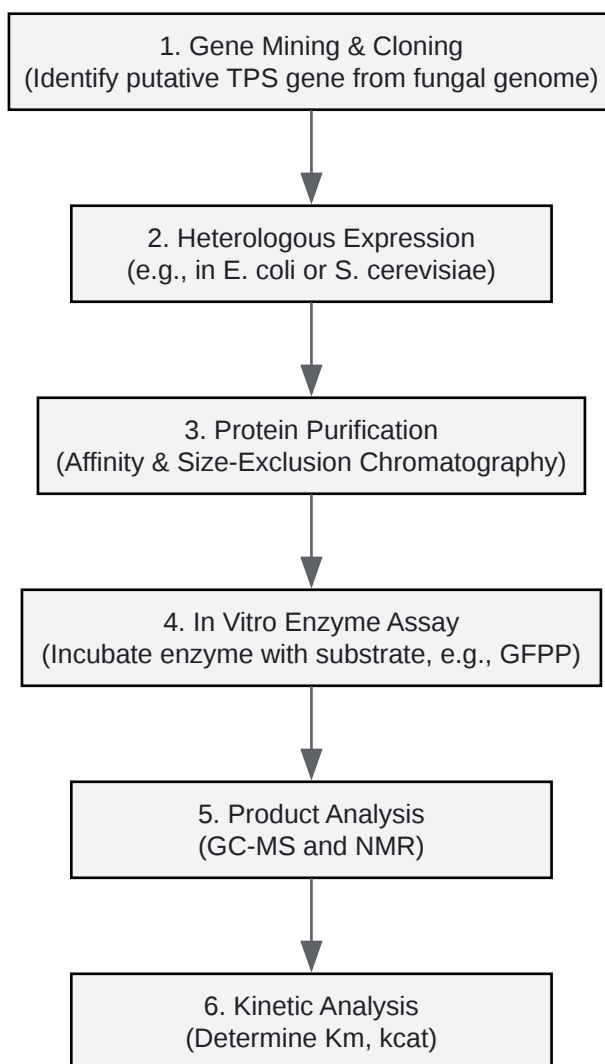 1. Gene Mining & Cloning
(Identify putative TPS gene from fungal genome)
2. Heterologous Expression
(e.g., in E. coli or S. cerevisiae)
3. Protein Purification
(Affinity & Size-Exclusion Chromatography)
4. In Vitro Enzyme Assay
(Incubate enzyme with substrate, e.g., GFPP)
5. Product Analysis
(GC-MS and NMR)
6. Kinetic Analysis
(Determine Km, kcat)